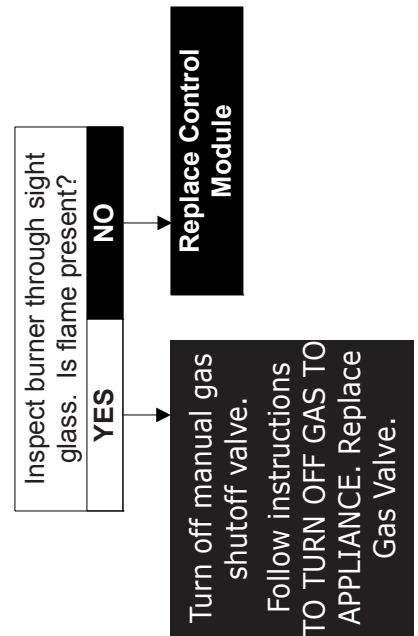 Inspect burner through sight
glass. Is flame present?
YES
NO
Turn off manual gas
shutoff valve.
Follow instructions
TO TURN OFF GAS TO
APPLIANCE. Replace
Gas Valve.
Replace Control
Module